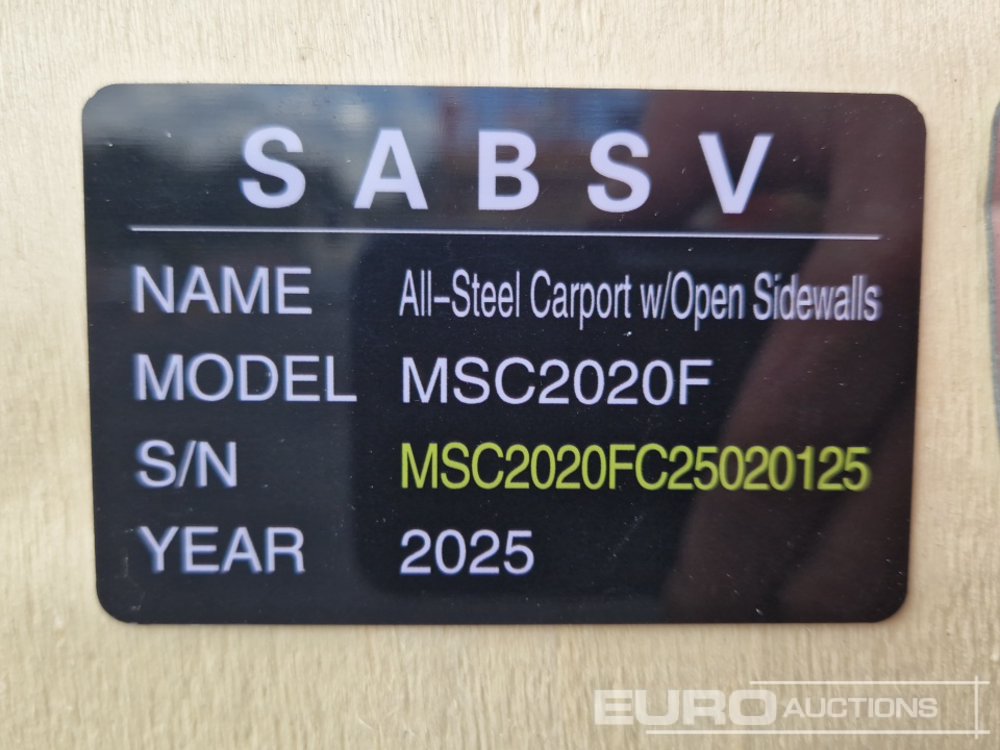 SABSV
NAME All-Steel Carport w/Open Sidewalls
MODEL MSC2020F
S/N MSC2020FC25020125
YEAR 2025
EURO AUCTIONS